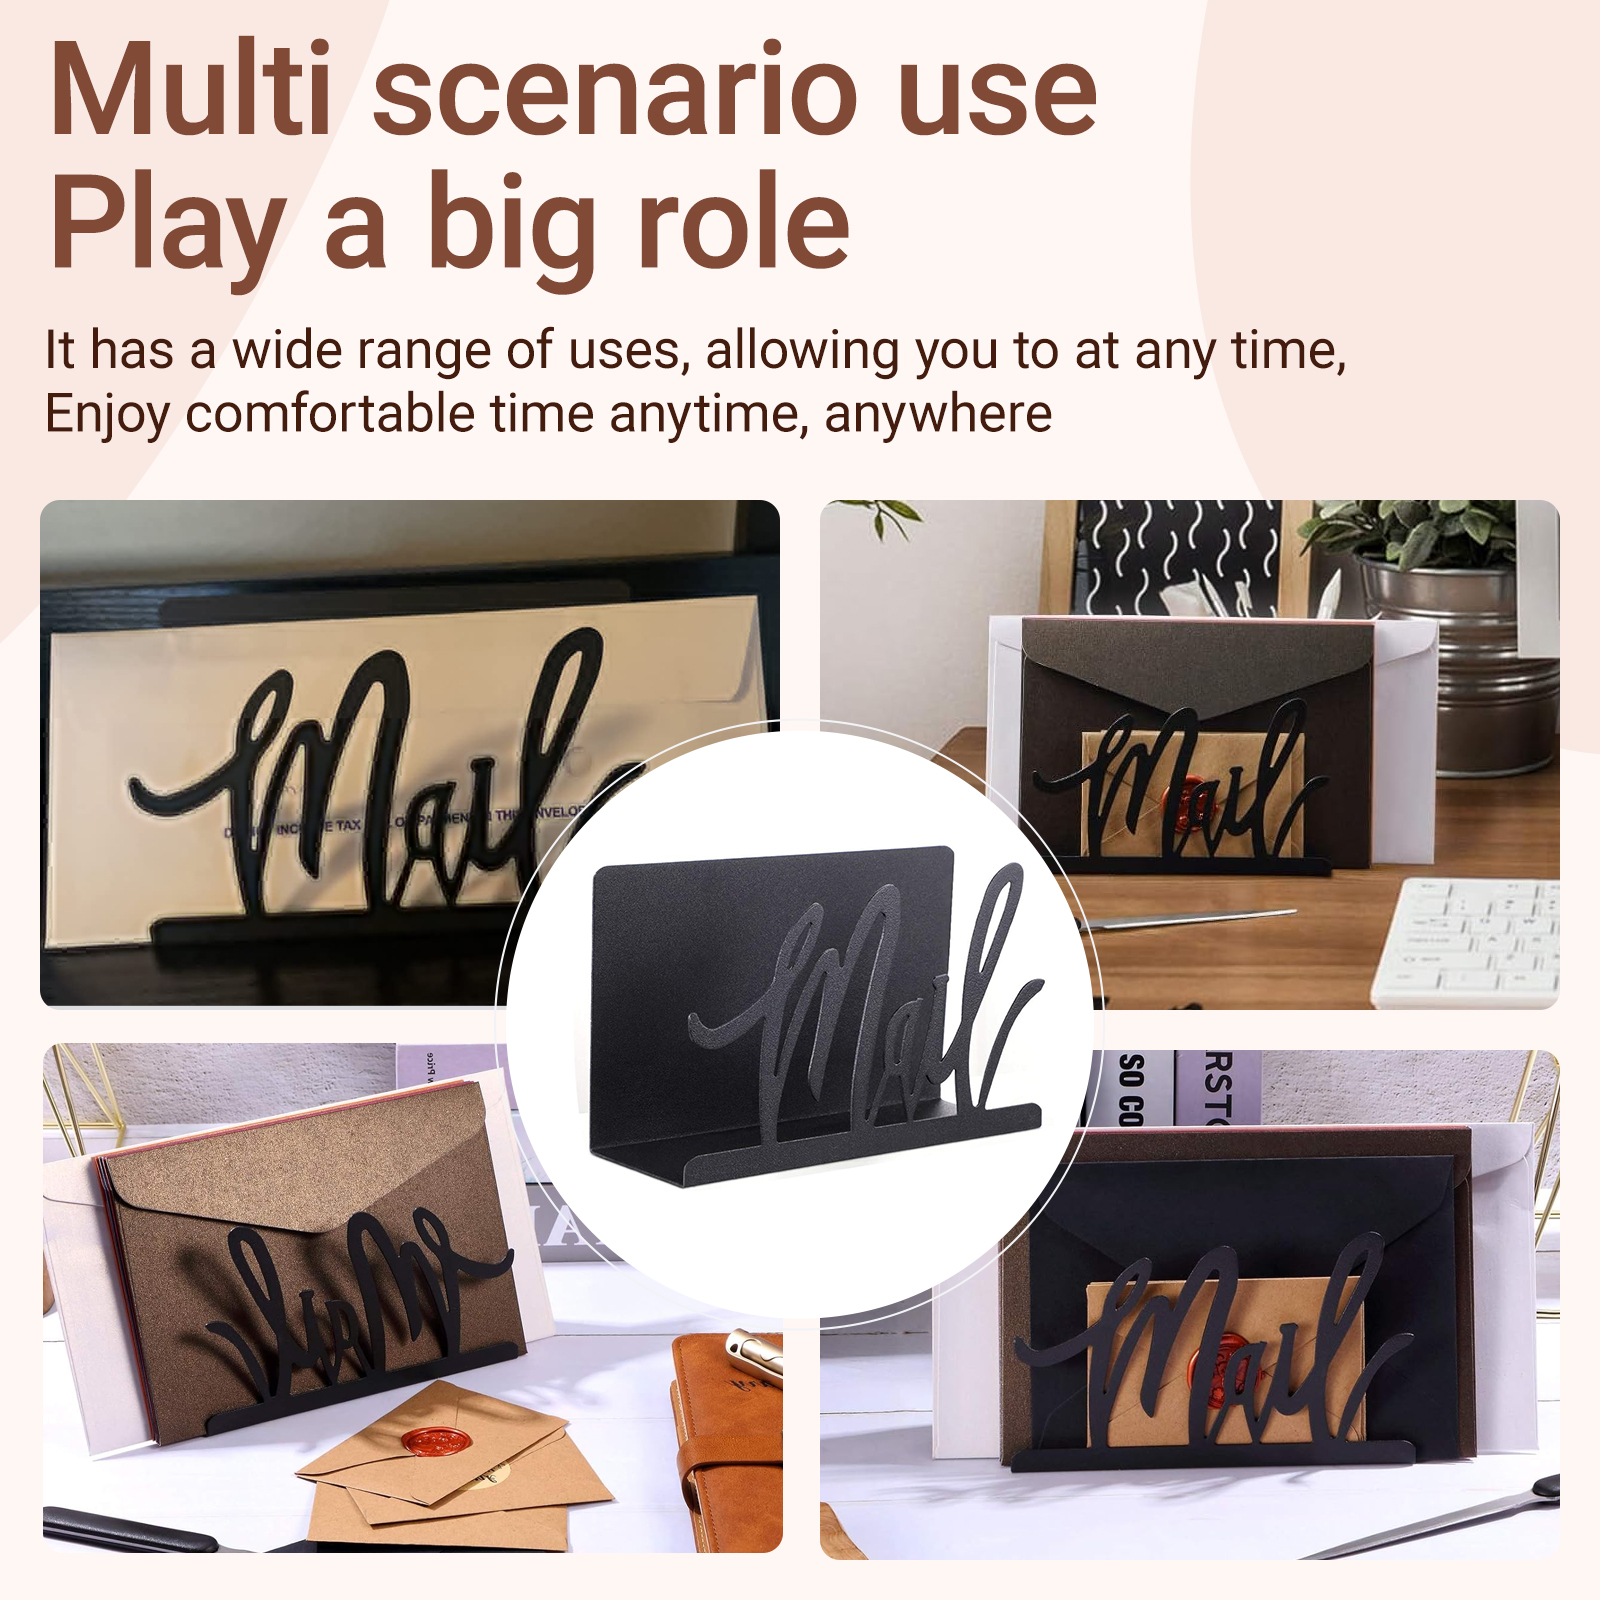 Multi scenario use
Play a big role
It has a wide range of uses, allowing you to at any time,
Enjoy comfortable time anytime, anywhere
Mail
TAX
Mail
Mail
Mail
SO CO
RST
Mail